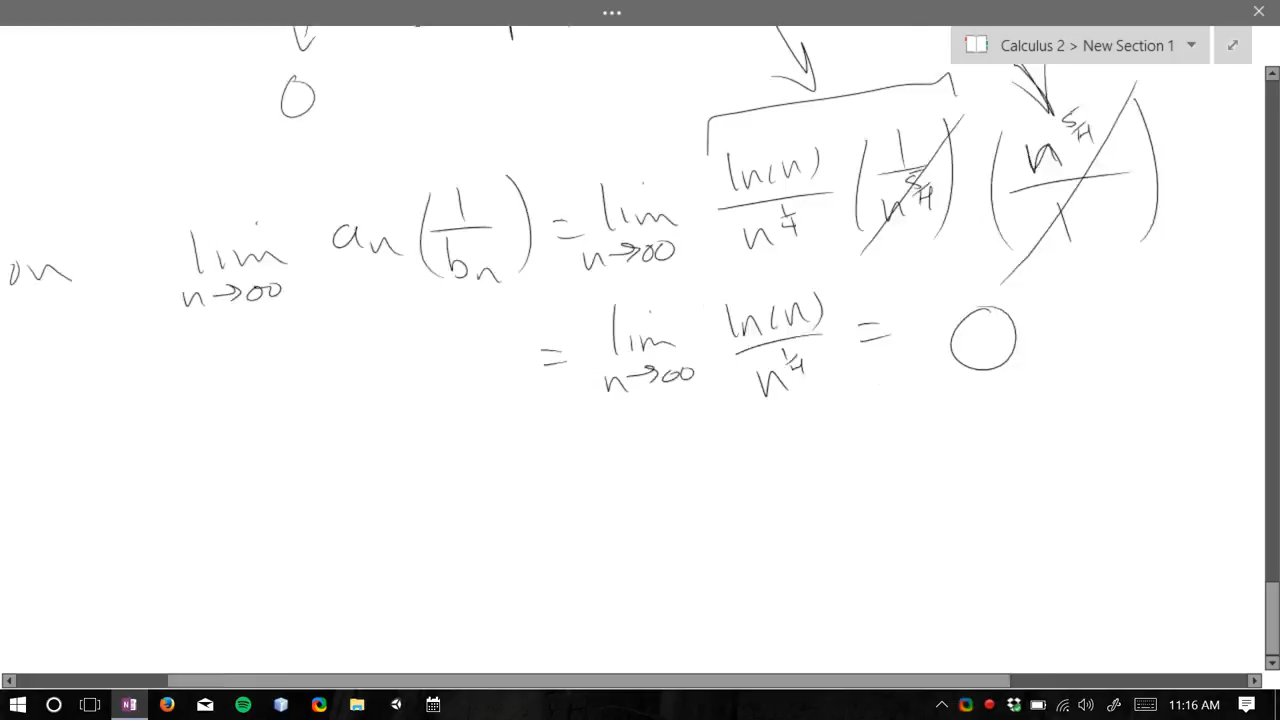 Calculus 2 > New Section 1
0
on lim n→∞ aₙ (1/bₙ) = lim n→∞ ln(n)/n^(1/4) (1/n^(5/4)) (n^(5/4)/1)
= lim n→∞ ln(n)/n^(1/4) = 0
11:16 AM